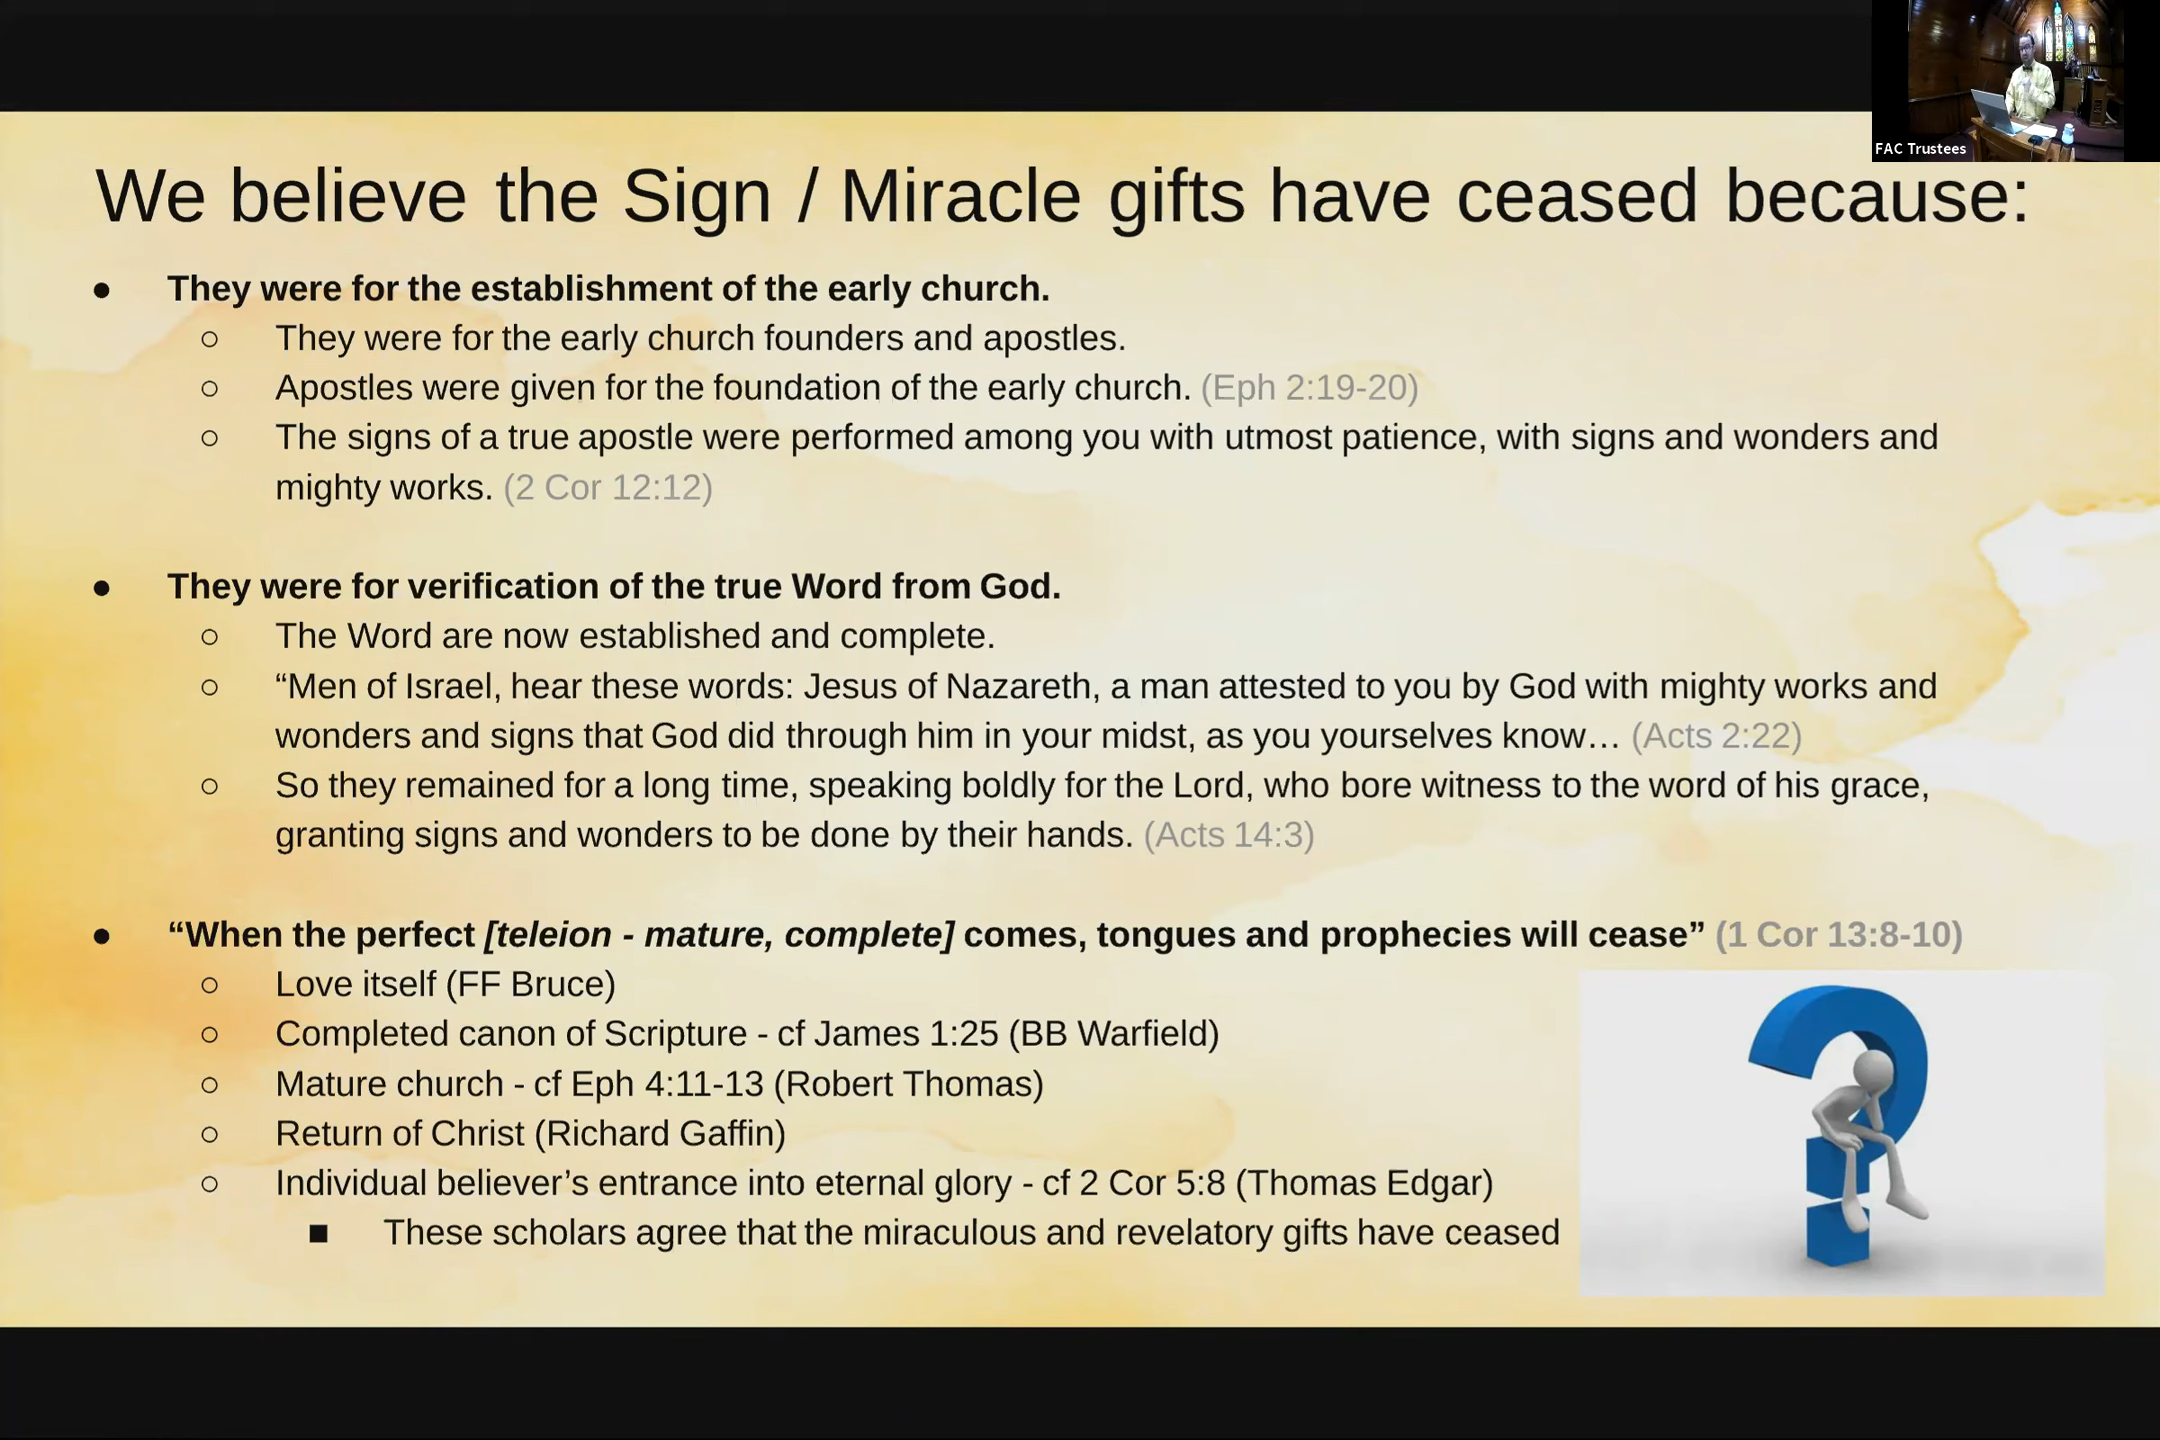 FAC Trustees
We believe the Sign / Miracle gifts have ceased because:
● They were for the establishment of the early church.
○ They were for the early church founders and apostles.
○ Apostles were given for the foundation of the early church. (Eph 2:19-20)
○ The signs of a true apostle were performed among you with utmost patience, with signs and wonders and
mighty works. (2 Cor 12:12)
● They were for verification of the true Word from God.
○ The Word are now established and complete.
○ “Men of Israel, hear these words: Jesus of Nazareth, a man attested to you by God with mighty works and
wonders and signs that God did through him in your midst, as you yourselves know… (Acts 2:22)
○ So they remained for a long time, speaking boldly for the Lord, who bore witness to the word of his grace,
granting signs and wonders to be done by their hands. (Acts 14:3)
● “When the perfect [teleion - mature, complete] comes, tongues and prophecies will cease” (1 Cor 13:8-10)
○ Love itself (FF Bruce)
○ Completed canon of Scripture - cf James 1:25 (BB Warfield)
○ Mature church - cf Eph 4:11-13 (Robert Thomas)
○ Return of Christ (Richard Gaffin)
○ Individual believer’s entrance into eternal glory - cf 2 Cor 5:8 (Thomas Edgar)
■ These scholars agree that the miraculous and revelatory gifts have ceased